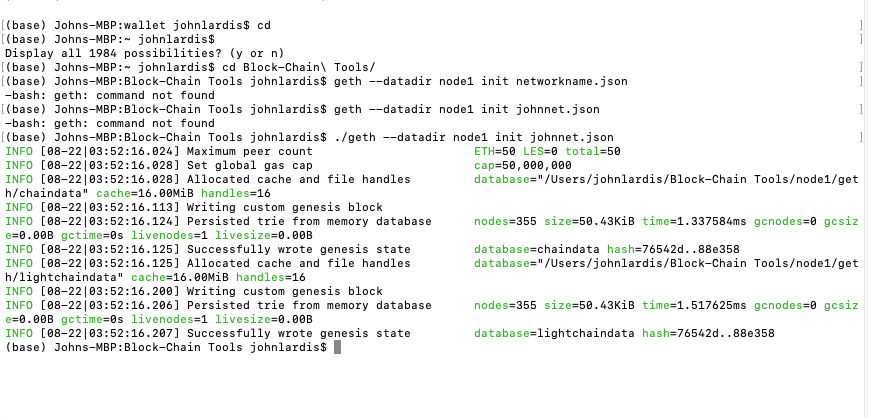 [(base) Johns-MBP:wallet johnlardis$ cd ]
[(base) Johns-MBP:~ johnlardis$ ]
Display all 1984 possibilities? (y or n)
[(base) Johns-MBP:~ johnlardis$ cd Block-Chain\ Tools/ ]
[(base) Johns-MBP:Block-Chain Tools johnlardis$ geth --datadir node1 init networkname.json ]
-bash: geth: command not found
[(base) Johns-MBP:Block-Chain Tools johnlardis$ geth --datadir node1 init johnnet.json ]
-bash: geth: command not found
[(base) Johns-MBP:Block-Chain Tools johnlardis$ ./geth --datadir node1 init johnnet.json ]
INFO [08-22|03:52:16.024] Maximum peer count ETH=50 LES=0 total=50
INFO [08-22|03:52:16.028] Set global gas cap cap=50,000,000
INFO [08-22|03:52:16.028] Allocated cache and file handles database="/Users/johnlardis/Block-Chain Tools/node1/get
h/chaindata" cache=16.00MiB handles=16
INFO [08-22|03:52:16.113] Writing custom genesis block
INFO [08-22|03:52:16.124] Persisted trie from memory database nodes=355 size=50.43KiB time=1.337584ms gcnodes=0 gcsiz
e=0.00B gctime=0s livenodes=1 livesize=0.00B
INFO [08-22|03:52:16.125] Successfully wrote genesis state database=chaindata hash=76542d..88e358
INFO [08-22|03:52:16.125] Allocated cache and file handles database="/Users/johnlardis/Block-Chain Tools/node1/get
h/lightchaindata" cache=16.00MiB handles=16
INFO [08-22|03:52:16.200] Writing custom genesis block
INFO [08-22|03:52:16.206] Persisted trie from memory database nodes=355 size=50.43KiB time=1.517625ms gcnodes=0 gcsiz
e=0.00B gctime=0s livenodes=1 livesize=0.00B
INFO [08-22|03:52:16.207] Successfully wrote genesis state database=lightchaindata hash=76542d..88e358
(base) Johns-MBP:Block-Chain Tools johnlardis$